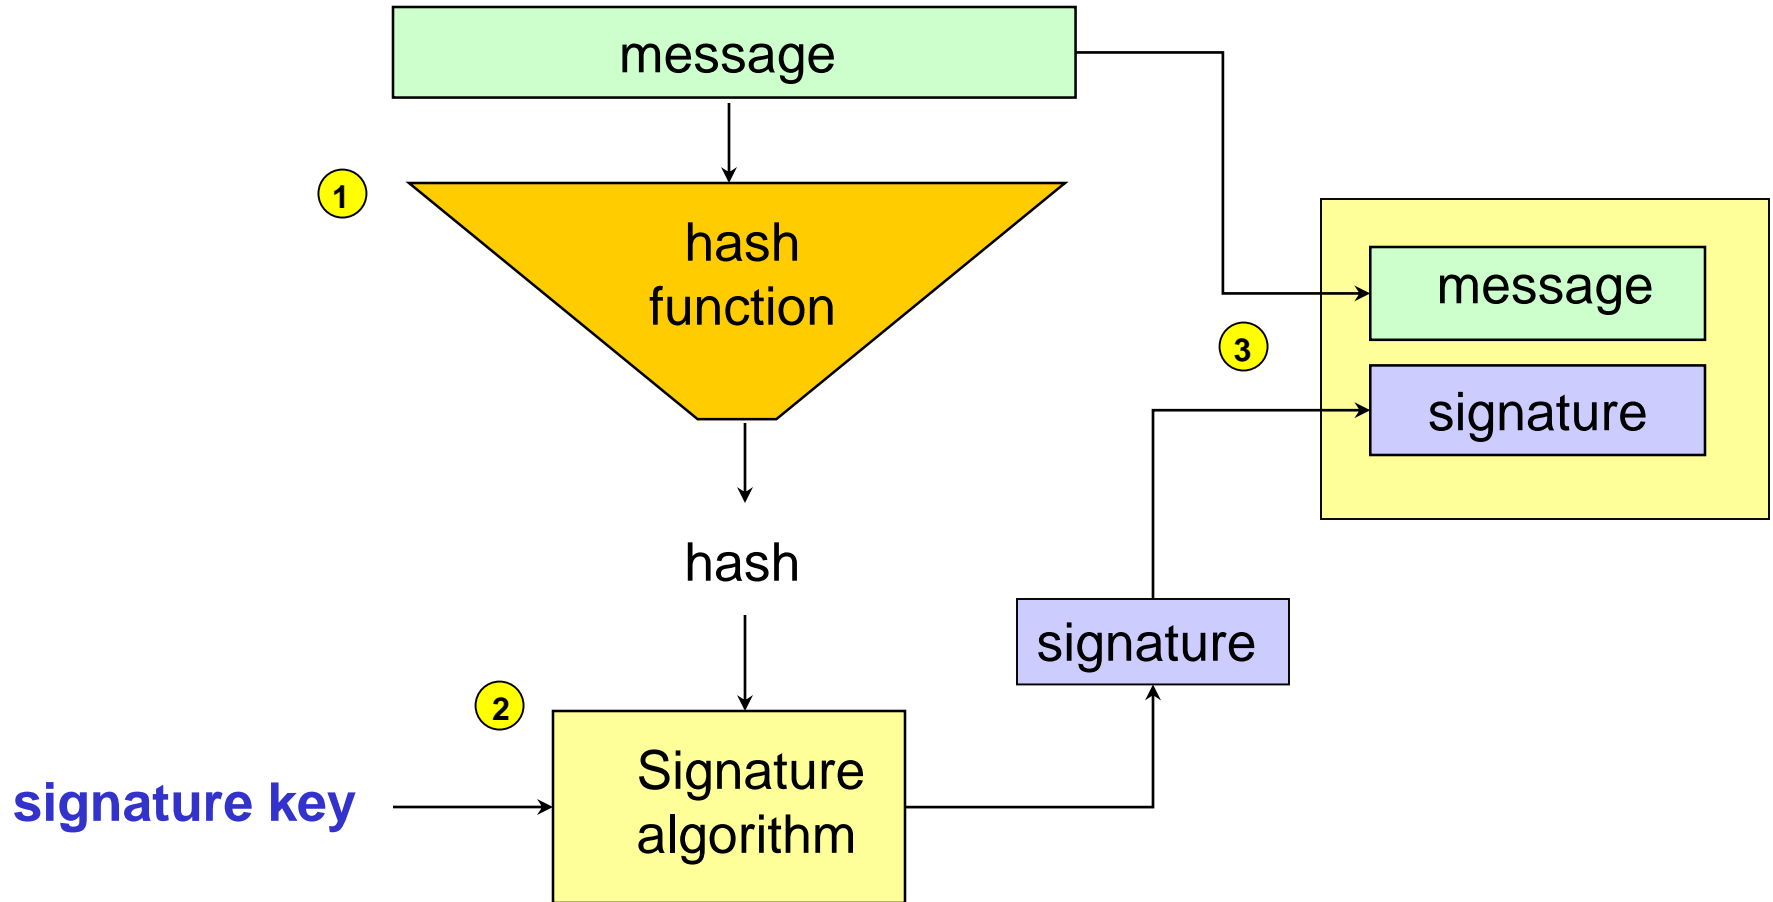 message
1
hash
function
message
3
signature
hash
signature
2
Signature
algorithm
signature key